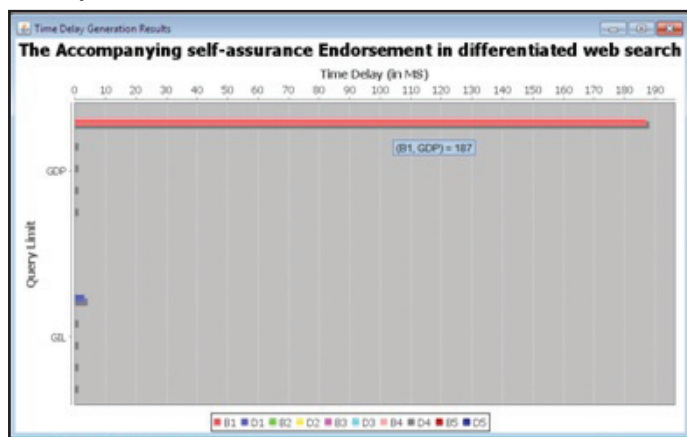 Time Delay Generation Results
The Accompanying self-assurance Endorsement in differentiated web search
Time Delay (in MS)
0 10 20 30 40 50 60 70 80 90 100 110 120 130 140 150 160 170 180 190
(B1, GDP) = 187
GDP
Query Limit
GIL
B1 D1 B2 D2 B3 D3 B4 D4 B5 D5